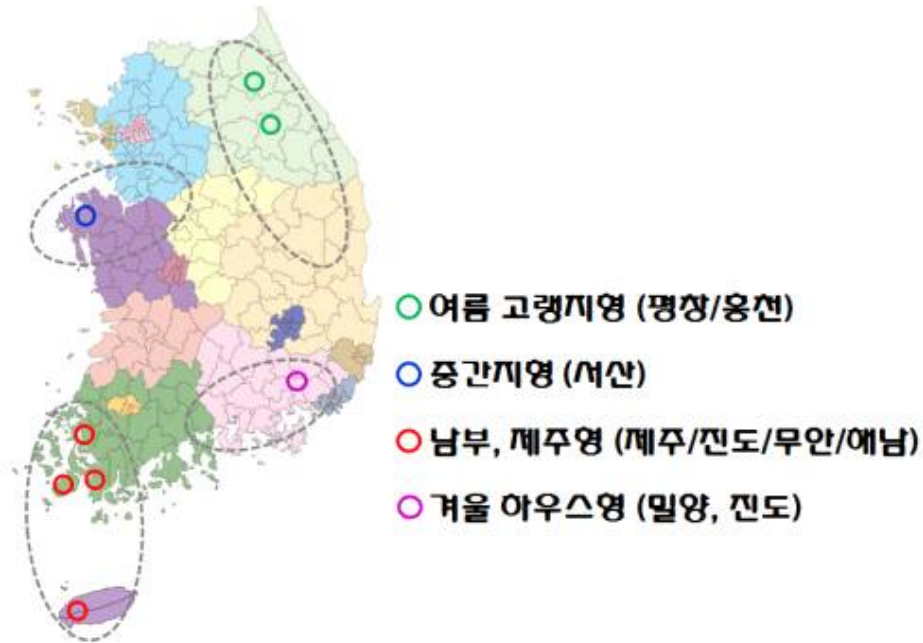 여름 고랭지형 (평창/홍천)
중간지형 (서산)
남부, 제주형 (제주/진도/무안/해남)
겨울 하우스형 (밀양, 진도)